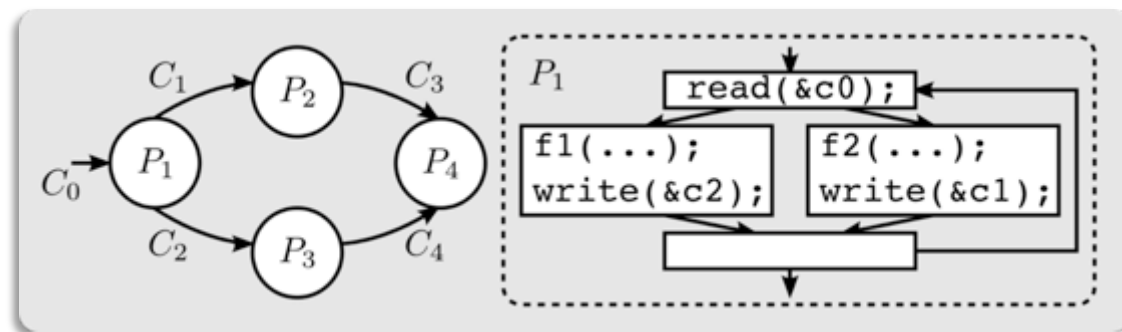 C₁
P₂
C₃
P₁
P₄
C₀
C₂
P₃
C₄
P₁
read(&c0);
f1(...);
write(&c2);
f2(...);
write(&c1);